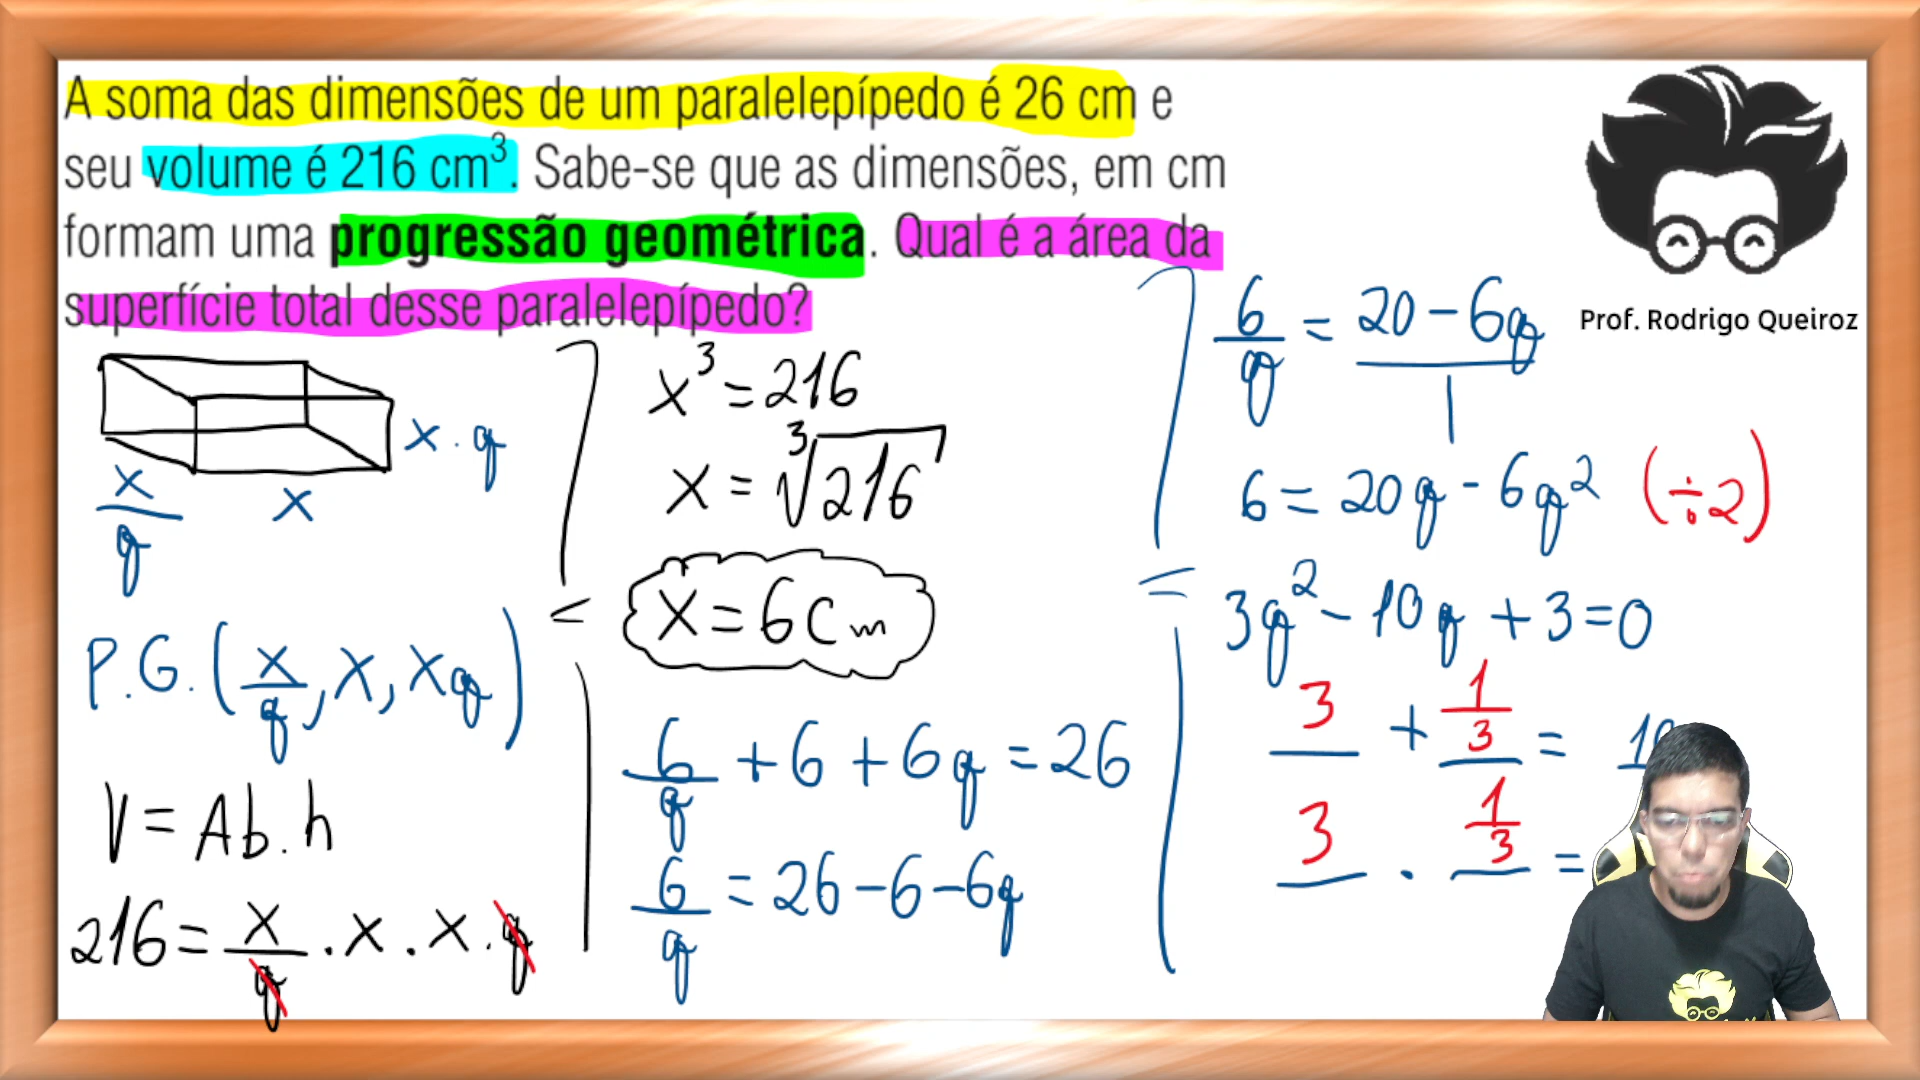 A soma das dimensões de um paralelepípedo é 26 cm e
seu volume é 216 cm³. Sabe-se que as dimensões, em cm
formam uma progressão geométrica. Qual é a área da
superfície total desse paralelepípedo?
Prof. Rodrigo Queiroz
x . q
x/q
x
P.G. (x/q, x, xq)
V = Ab . h
216 = x/q . x . x . q
x³ = 216
x = ³√216
x = 6cm
6/q + 6 + 6q = 26
6/q = 26 - 6 - 6q
6/q = 20 - 6q/1
6 = 20q - 6q² (÷2)
3q² - 10q + 3 = 0
3 + 1/3 =
3 . 1/3 =